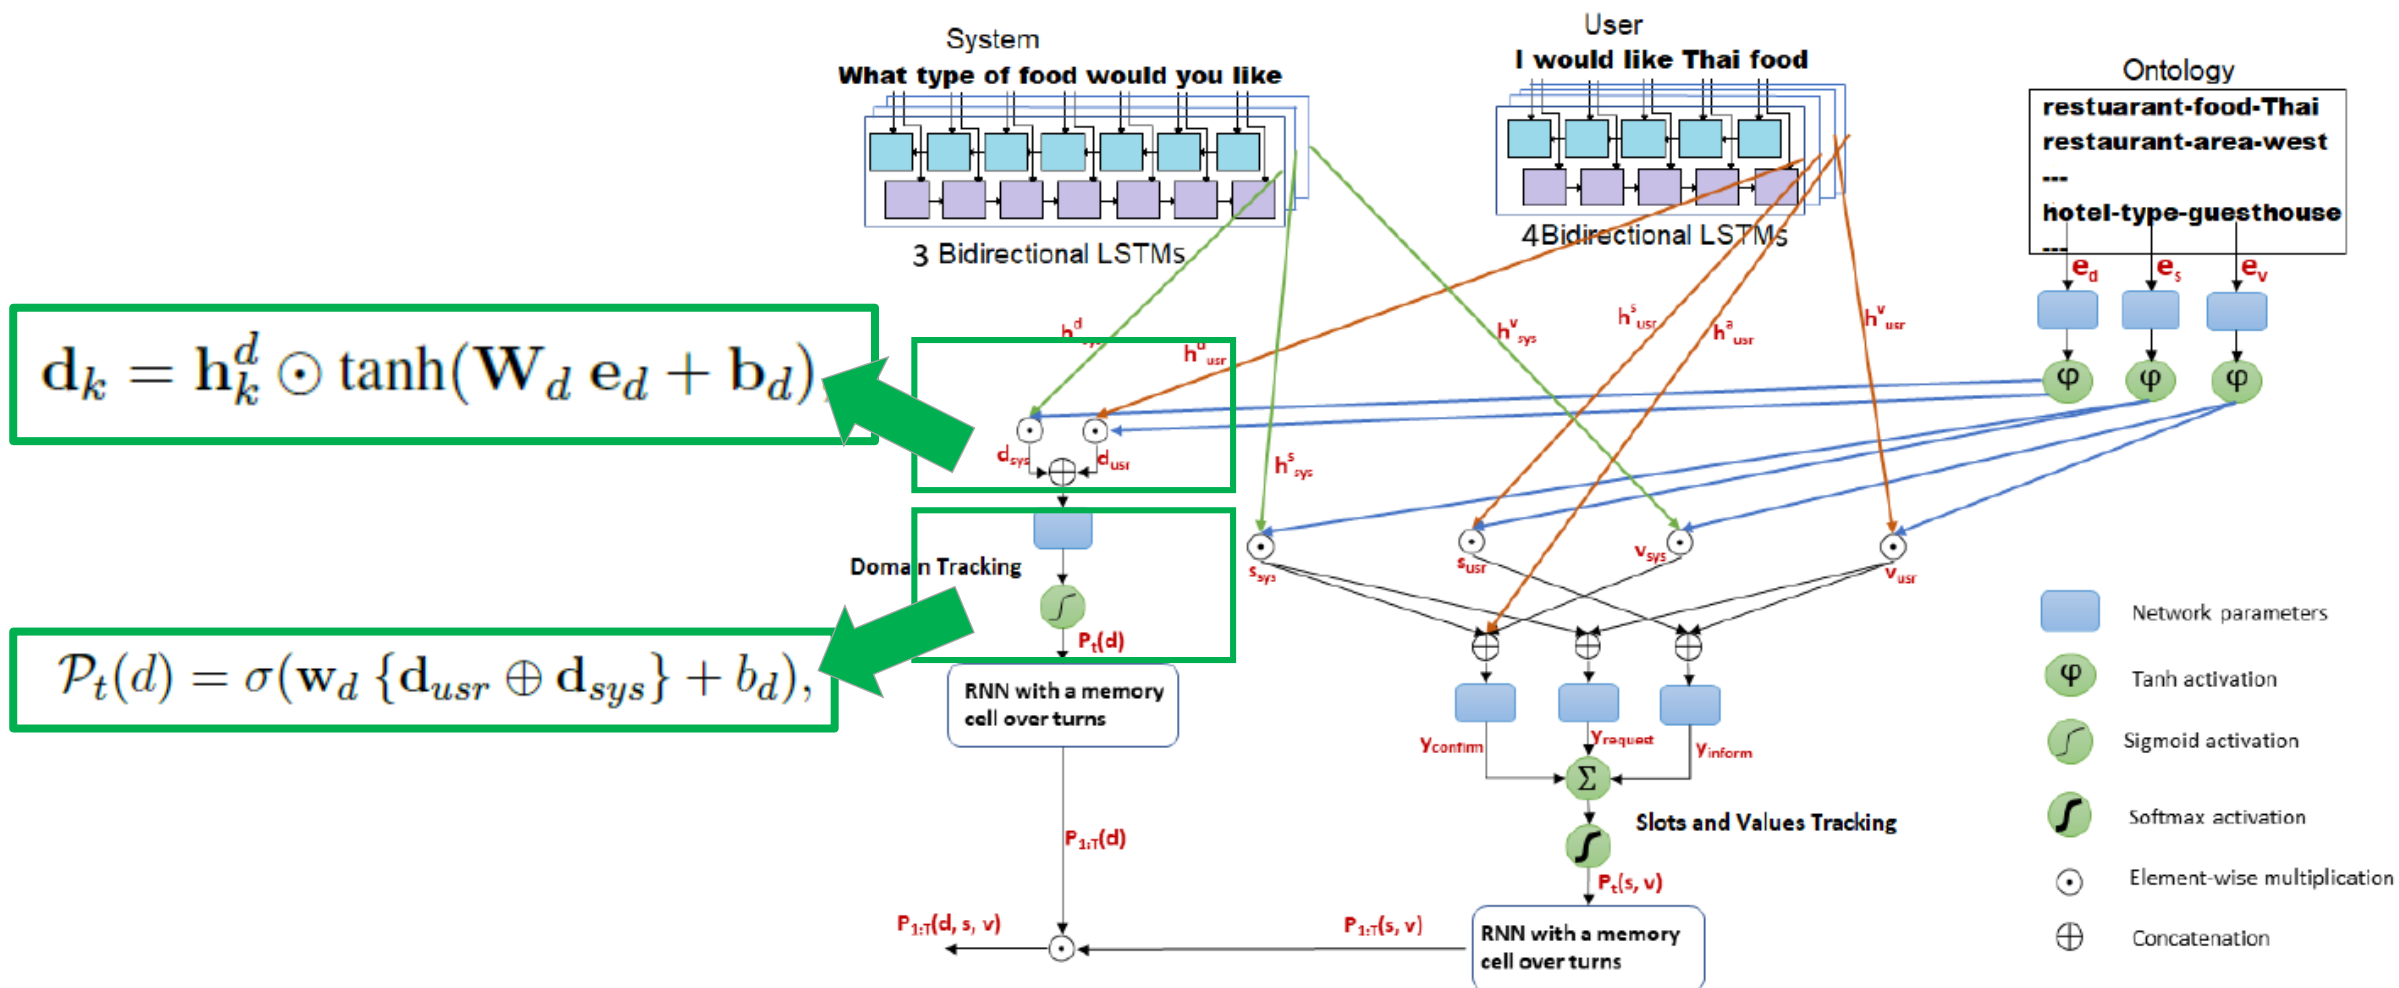 System
What type of food would you like
3 Bidirectional LSTMs
User
I would like Thai food
4Bidirectional LSTMs
Ontology
restuarant-food-Thai
restaurant-area-west
---
hotel-type-guesthouse
---
e_d e_s e_v
φ φ φ
d_k = h_k^d ⊙ tanh(W_d e_d + b_d),
h^d_sys
h^d_usr
h^v_sys
h^s_usr
h^a_usr
h^v_usr
h^s_sys
d_sys d_usr
s_sys
s_usr
v_sys
v_usr
Domain Tracking
P_t(d)
P_t(d) = σ(w_d {d_usr ⊕ d_sys} + b_d),
RNN with a memory
cell over turns
y_confirm
y_request
y_inform
Σ
Slots and Values Tracking
P_t(s, v)
RNN with a memory
cell over turns
P_1:T(d)
P_1:T(s, v)
P_1:T(d, s, v)
Network parameters
φ Tanh activation
Sigmoid activation
Softmax activation
Element-wise multiplication
Concatenation